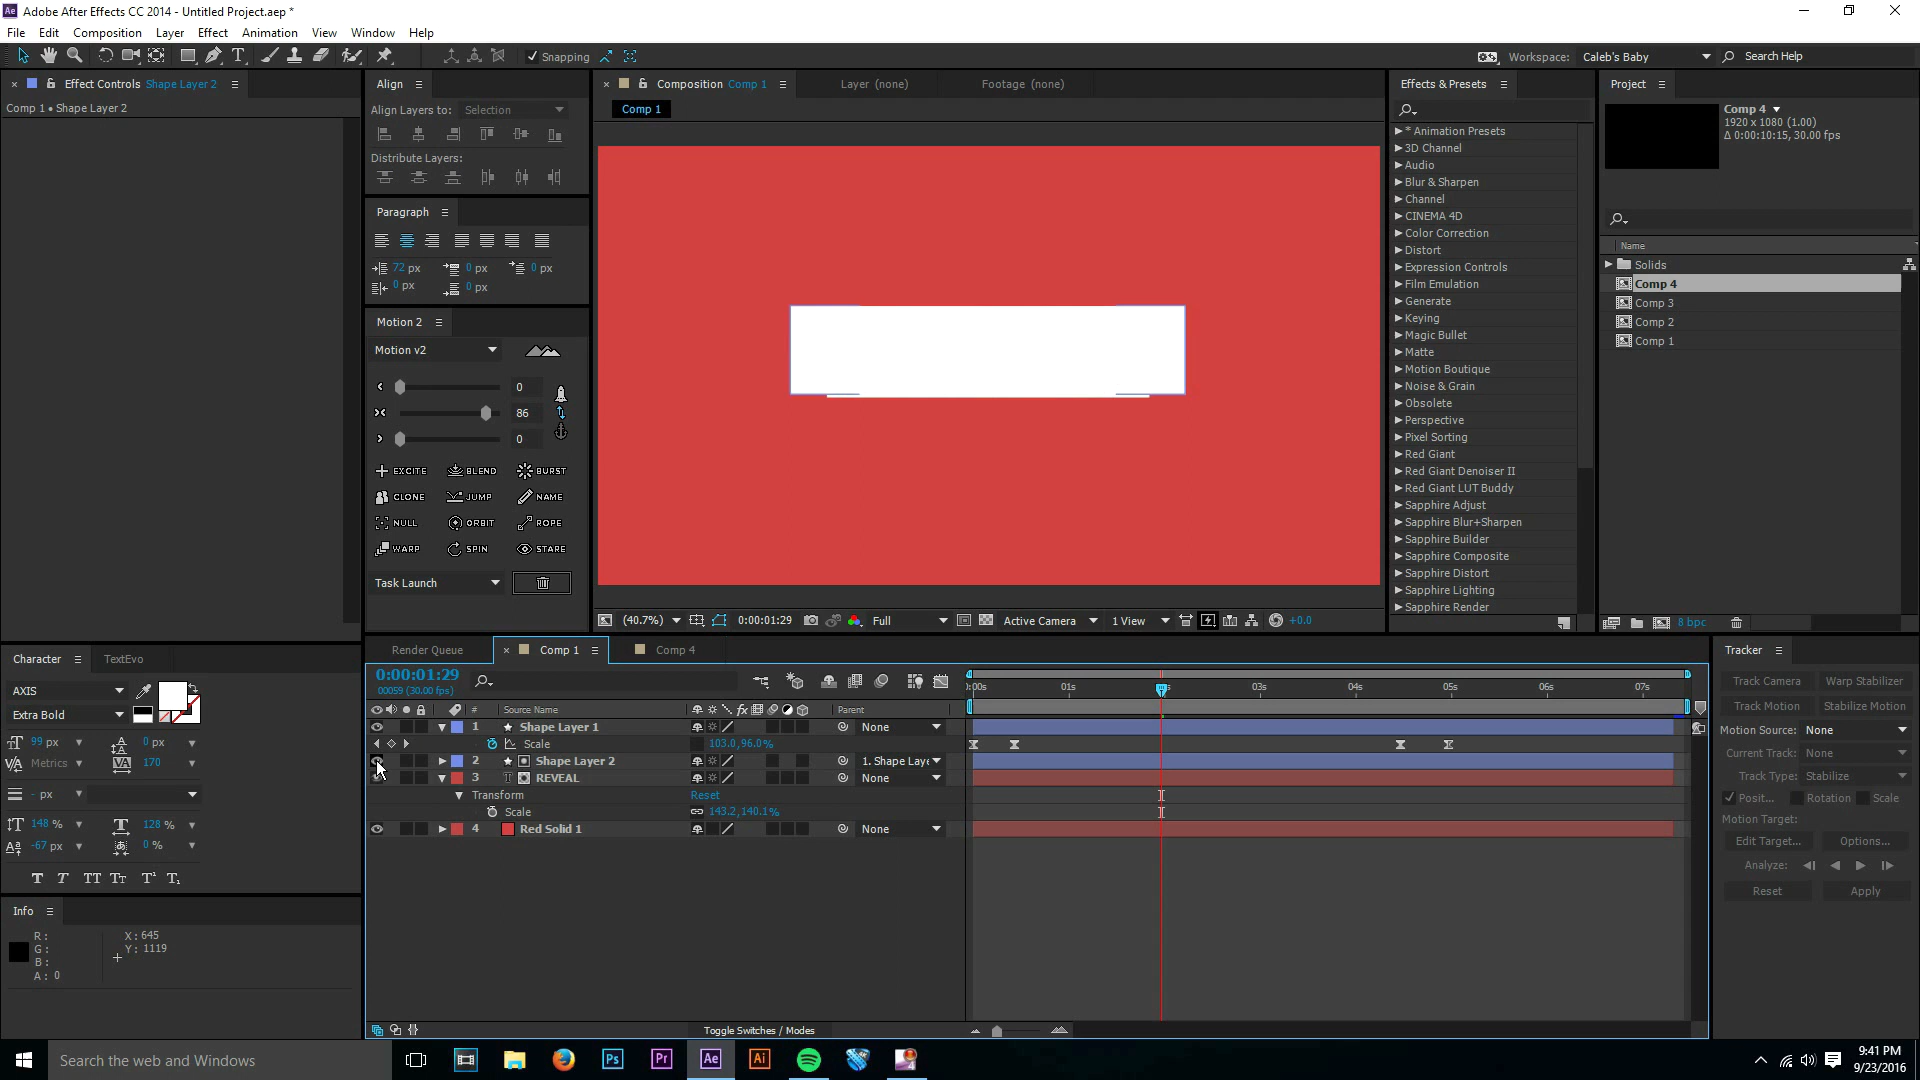 Adobe After Effects CC 2014 - Untitled Project.aep *
File Edit Composition Layer Effect Animation View Window Help
Snapping
Workspace: Caleb's Baby Search Help
Effect Controls Shape Layer 2
Comp 1 • Shape Layer 2
Align
Align Layers to: Selection
Distribute Layers:
Paragraph
72 px 0 px 0 px
0 px 0 px
Motion 2
Motion v2
0
86
0
EXCITE BLEND BURST
CLONE JUMP NAME
NULL ORBIT ROPE
WARP SPIN STARE
Task Launch
Composition Comp 1 Layer (none) Footage (none)
Comp 1
(40.7%) 0:00:01:29 Full Active Camera 1 View +0.0
Effects & Presets
* Animation Presets
3D Channel
Audio
Blur & Sharpen
Channel
CINEMA 4D
Color Correction
Distort
Expression Controls
Film Emulation
Generate
Keying
Magic Bullet
Matte
Motion Boutique
Noise & Grain
Obsolete
Perspective
Pixel Sorting
Red Giant
Red Giant Denoiser II
Red Giant LUT Buddy
Sapphire Adjust
Sapphire Blur+Sharpen
Sapphire Builder
Sapphire Composite
Sapphire Distort
Sapphire Lighting
Sapphire Render
Project
Comp 4
1920 x 1080 (1.00)
Δ 0:00:10:15, 30.00 fps
Name
Solids
Comp 4
Comp 3
Comp 2
Comp 1
8 bpc
Character TextEvo
AXIS
Extra Bold
99 px 0 px
Metrics 170
- px
148 % 128 %
-67 px 0 %
T T TT Tт T¹ T₁
Info
R: X: 645
G: Y: 1119
B:
A: 0
Render Queue Comp 1 Comp 4
0:00:01:29
00059 (30.00 fps)
# Source Name Parent
1 Shape Layer 1 None
Scale 103.0,96.0%
2 Shape Layer 2 1. Shape Laye
3 REVEAL None
Transform Reset
Scale 143.2,140.1%
4 Red Solid 1 None
:00s 01s 03s 04s 05s 06s 07s
Toggle Switches / Modes
Tracker
Track Camera Warp Stabilizer
Track Motion Stabilize Motion
Motion Source: None
Current Track: None
Track Type: Stabilize
Posit... Rotation Scale
Motion Target:
Edit Target... Options...
Analyze:
Reset Apply
Search the web and Windows
Ps Pr Ae Ai
9:41 PM
9/23/2016